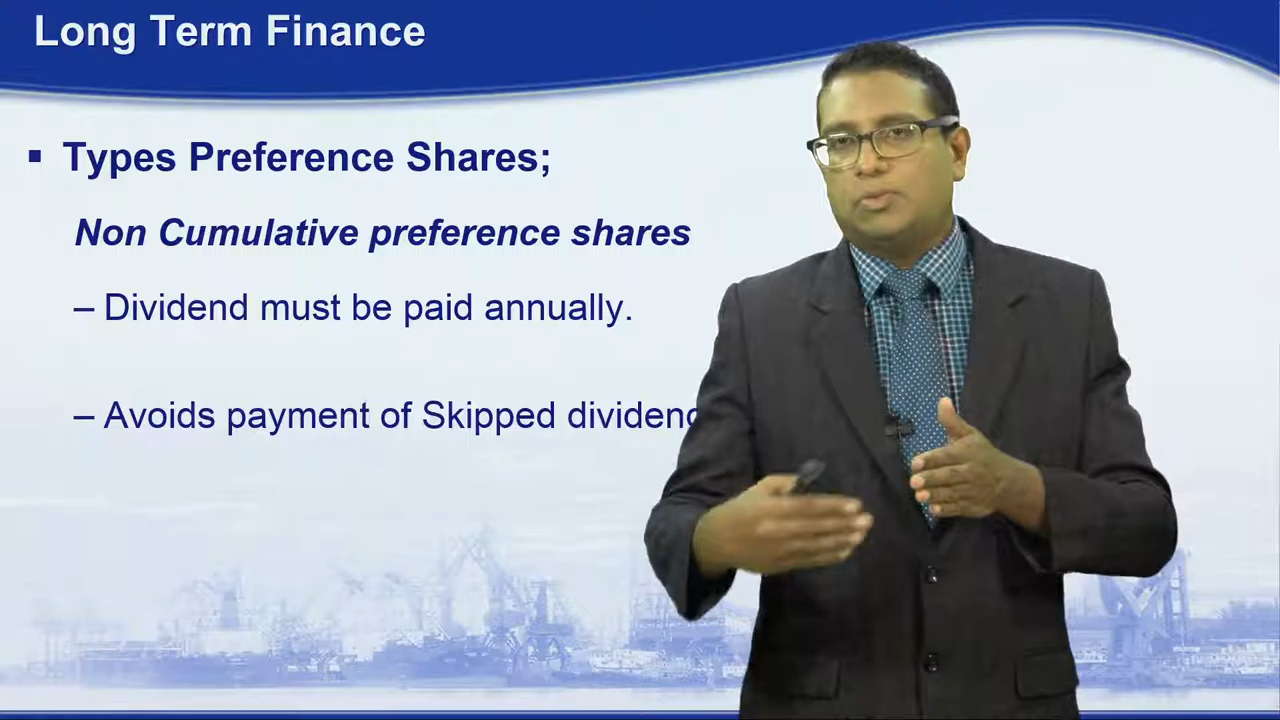 Long Term Finance
▪ Types Preference Shares;
Non Cumulative preference shares
– Dividend must be paid annually.
– Avoids payment of Skipped